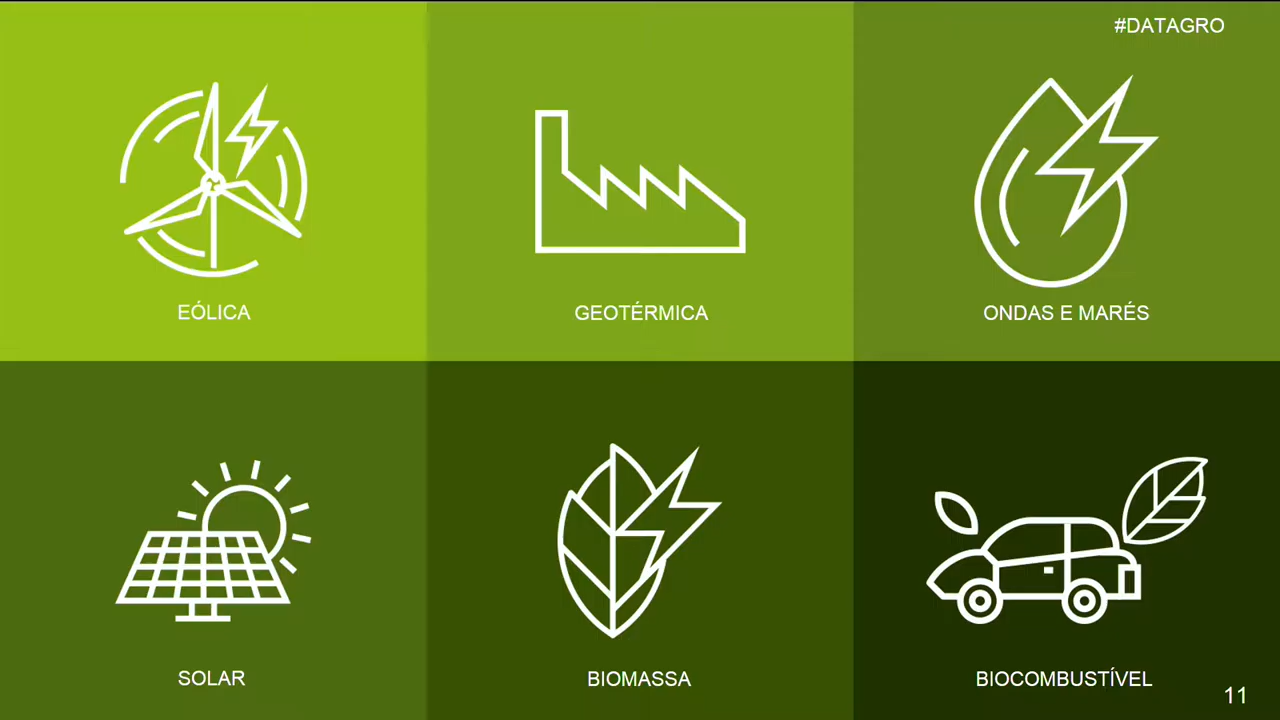 #DATAGRO
EÓLICA
GEOTÉRMICA
ONDAS E MARÉS
SOLAR
BIOMASSA
BIOCOMBUSTÍVEL
11